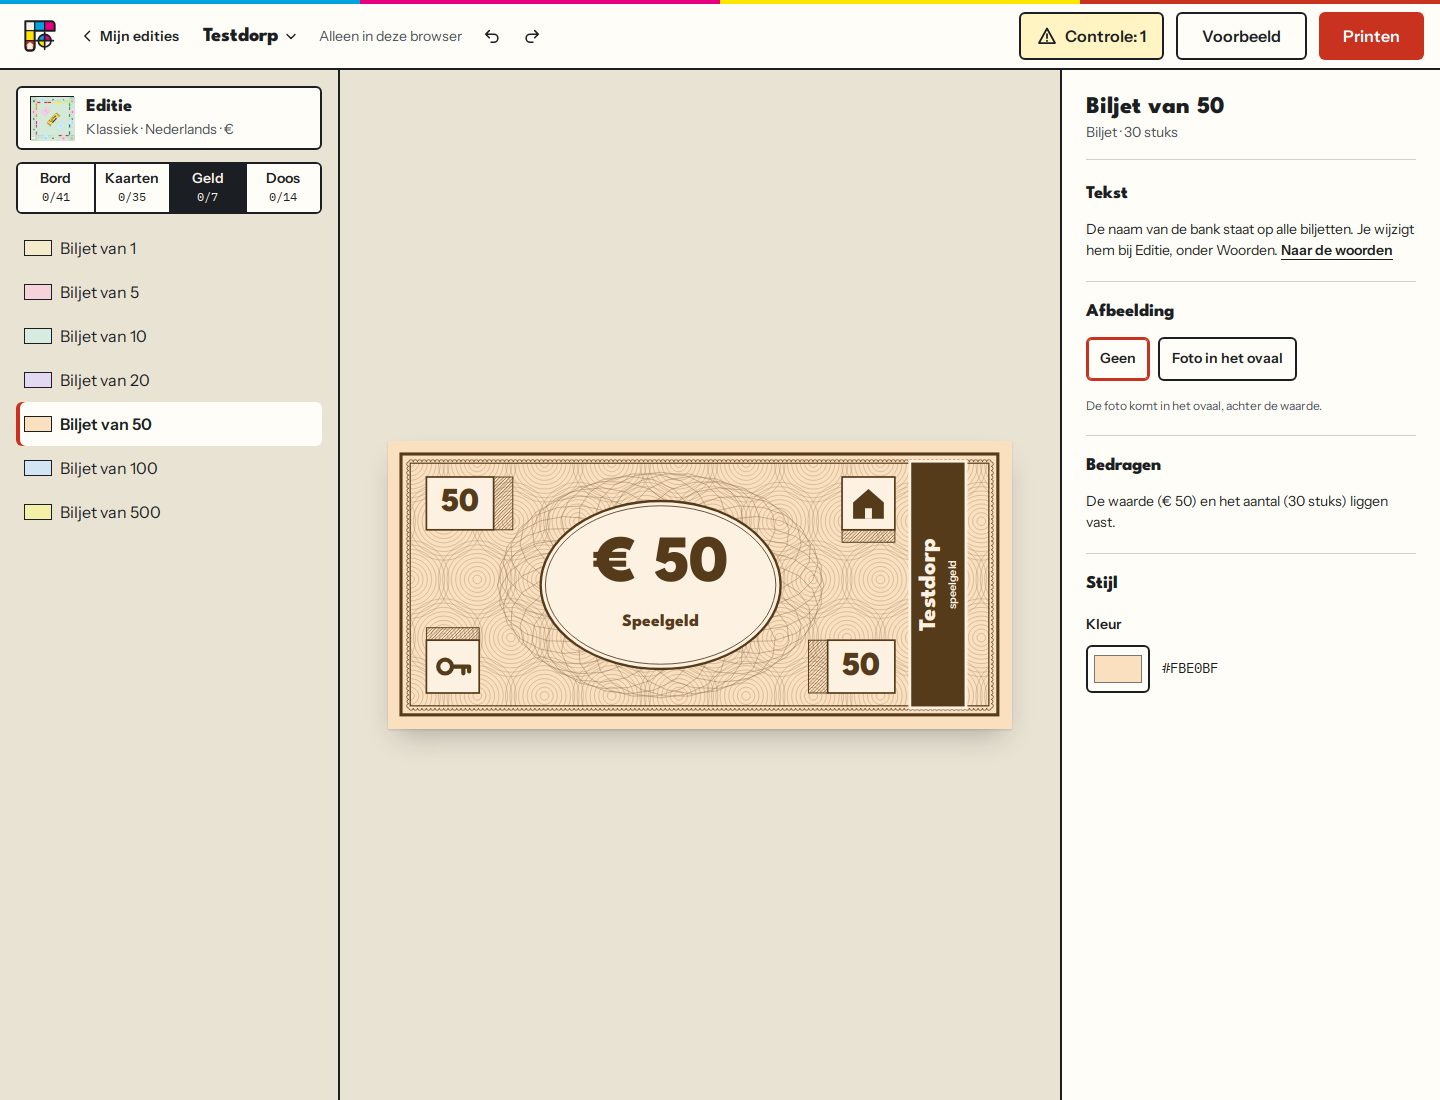 Mijn edities
Testdorp
Alleen in deze browser
Controle: 1
Voorbeeld
Printen
Editie
Klassiek · Nederlands · €
Bord
0/41
Kaarten
0/35
Geld
0/7
Doos
0/14
Biljet van 1
Biljet van 5
Biljet van 10
Biljet van 20
Biljet van 50
Biljet van 100
Biljet van 500
50
€ 50
Speelgeld
50
Testdorp
speelgeld
Biljet van 50
Biljet · 30 stuks
Tekst
De naam van de bank staat op alle biljetten. Je wijzigt
hem bij Editie, onder Woorden. Naar de woorden
Afbeelding
Geen
Foto in het ovaal
De foto komt in het ovaal, achter de waarde.
Bedragen
De waarde (€ 50) en het aantal (30 stuks) liggen
vast.
Stijl
Kleur
#FBE0BF